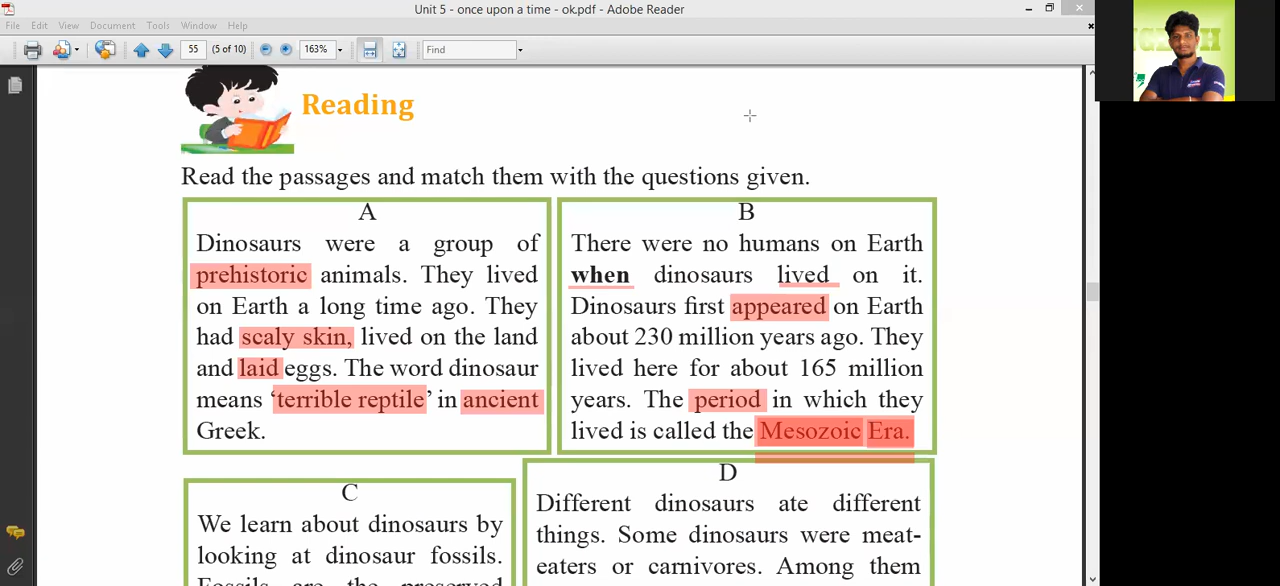 Unit 5 - once upon a time - ok.pdf - Adobe Reader
File Edit View Document Tools Window Help
55 (5 of 10) 163% Find
Reading
Read the passages and match them with the questions given.
A
Dinosaurs were a group of
prehistoric animals. They lived
on Earth a long time ago. They
had scaly skin, lived on the land
and laid eggs. The word dinosaur
means ‘terrible reptile’ in ancient
Greek.
B
There were no humans on Earth
when dinosaurs lived on it.
Dinosaurs first appeared on Earth
about 230 million years ago. They
lived here for about 165 million
years. The period in which they
lived is called the Mesozoic Era.
C
We learn about dinosaurs by
looking at dinosaur fossils.
Fossils are the preserved
D
Different dinosaurs ate different
things. Some dinosaurs were meat-
eaters or carnivores. Among them